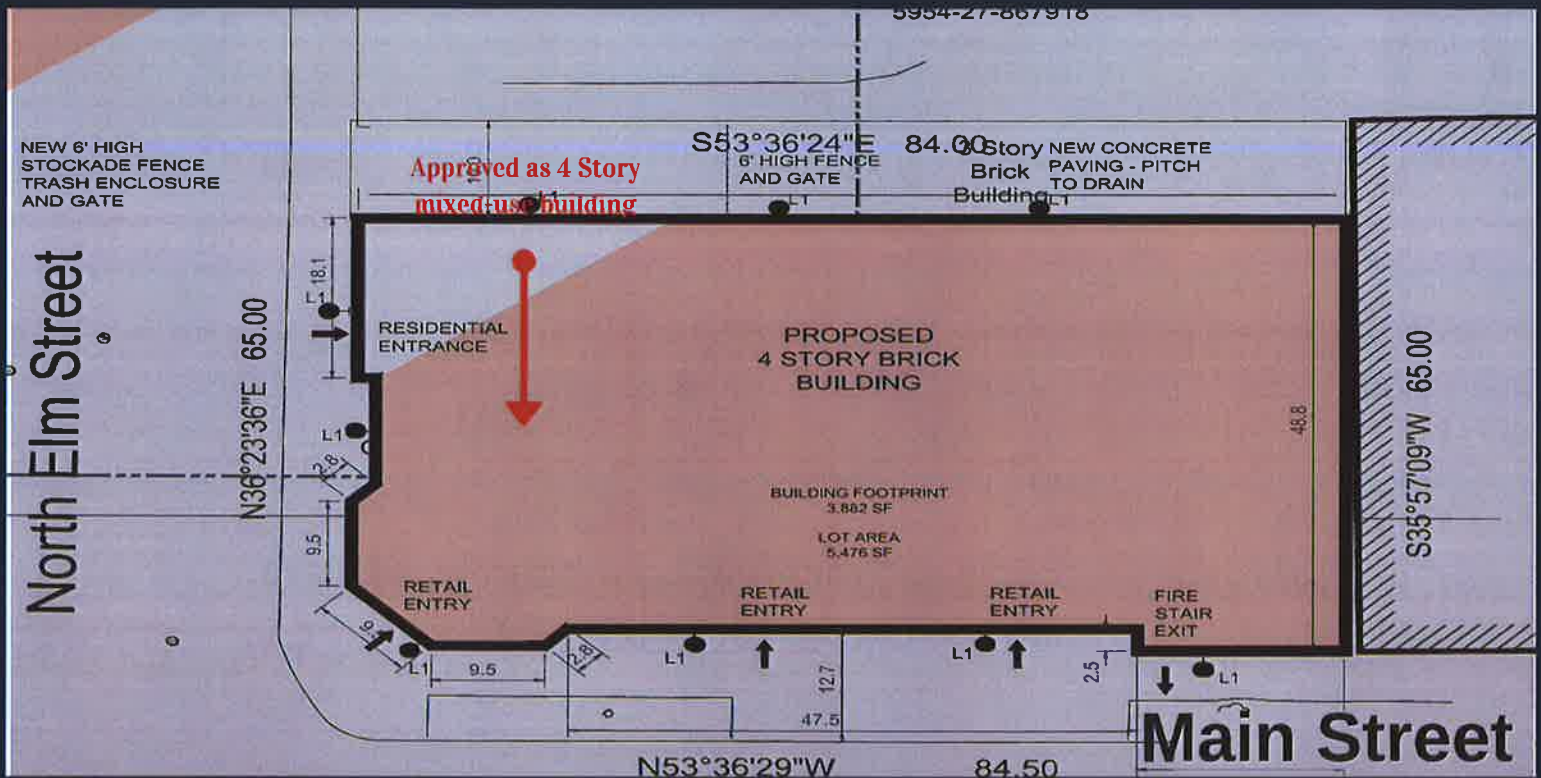 5954-27-867918
NEW 6' HIGH
STOCKADE FENCE
TRASH ENCLOSURE
AND GATE
S53°36'24"E 84.00
6' HIGH FENCE
AND GATE
Story
Brick
Building
NEW CONCRETE
PAVING - PITCH
TO DRAIN
Approved as 4 Story
mixed-use building
L1
L1
L1
18.1
L1
North Elm Street
N36°23'36"E 65.00
RESIDENTIAL
ENTRANCE
PROPOSED
4 STORY BRICK
BUILDING
48.8
S35°57'09"W 65.00
L1
2.8
BUILDING FOOTPRINT
3.882 SF
LOT AREA
5.476 SF
9.5
RETAIL
ENTRY
RETAIL
ENTRY
RETAIL
ENTRY
FIRE
STAIR
EXIT
L1
9.5
2.8
L1
12.7
L1
2.5
L1
47.5
Main Street
N53°36'29"W 84.50